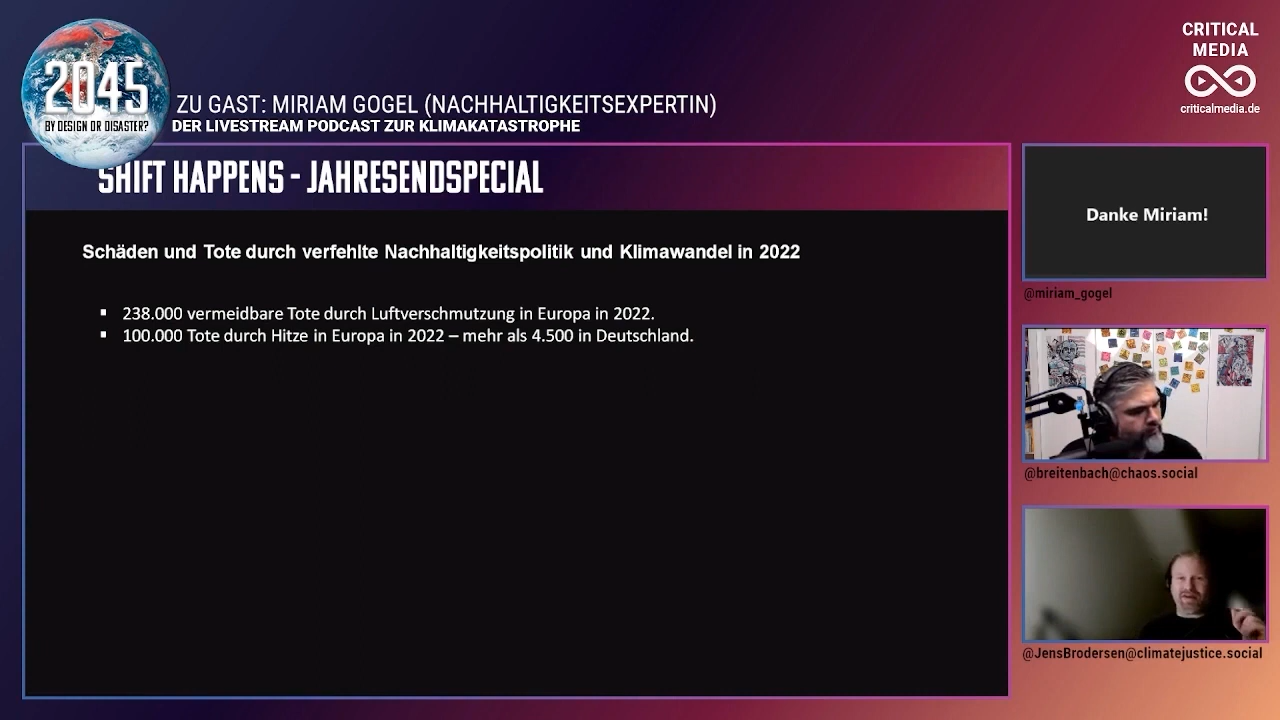 2045
BY DESIGN OR DISASTER?
ZU GAST: MIRIAM GOGEL (NACHHALTIGKEITSEXPERTIN)
DER LIVESTREAM PODCAST ZUR KLIMAKATASTROPHE
CRITICAL
MEDIA
criticalmedia.de
SHIFT HAPPENS - JAHRESENDSPECIAL
Schäden und Tote durch verfehlte Nachhaltigkeitspolitik und Klimawandel in 2022
▪ 238.000 vermeidbare Tote durch Luftverschmutzung in Europa in 2022.
▪ 100.000 Tote durch Hitze in Europa in 2022 – mehr als 4.500 in Deutschland.
Danke Miriam!
@miriam_gogel
@breitenbach@chaos.social
@JensBrodersen@climatejustice.social